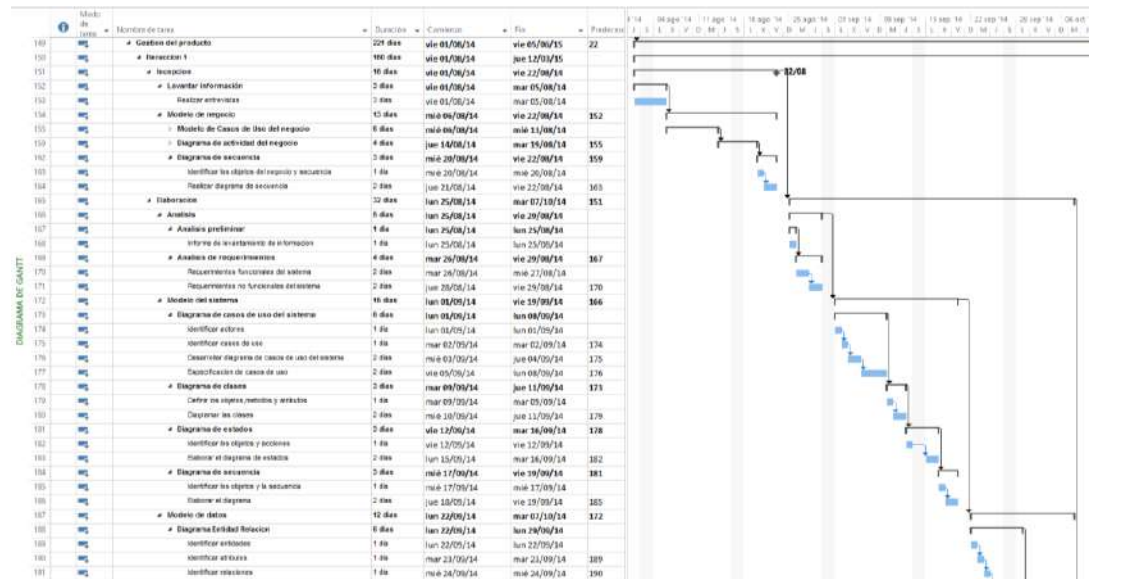 Modo de tarea Nombre de tarea Duración Comienzo Fin
04 ago '14 11 ago '14 18 ago '14 25 ago '14
149 Gestion del producto 221 días vie 01/08/14 vie 05/06/15 22
150 Iteraccion 1 160 días vie 01/08/14 jue 12/03/15
151 Incepcion 16 días vie 01/08/14 vie 22/08/14 22/08
152 Levantar información 3 días vie 01/08/14 mar 05/08/14
153 Realizar entrevistas 3 días vie 01/08/14 mar 05/08/14
154 Modelo de negocio 13 días mié 06/08/14 vie 22/08/14 152
155 Modelo de Casos de Uso del negocio 6 días mié 06/08/14 mié 13/08/14
159 Diagrama de actividad del negocio 4 días jue 14/08/14 mar 19/08/14 155
162 Diagrama de secuencia 3 días mié 20/08/14 vie 22/08/14 159
163 Identificar los objetos del negocio y secuencia 1 día mié 20/08/14 mié 20/08/14
164 Realizar diagrama de secuencia 2 días jue 21/08/14 vie 22/08/14 163
165 Elaboracion 32 días lun 25/08/14 mar 07/10/14 151
166 Analisis 5 días lun 25/08/14 vie 29/08/14
167 Analisis preliminar 1 día lun 25/08/14 lun 25/08/14
168 Informe de levantamiento de informacion 1 día lun 25/08/14 lun 25/08/14
169 Analisis de requerimientos 4 días mar 26/08/14 vie 29/08/14 167
170 Requerimientos funcionales del sistema 2 días mar 26/08/14 mié 27/08/14
171 Requerimientos no funcionales del sistema 2 días jue 28/08/14 vie 29/08/14 170
172 Modelo del sistema 15 días lun 01/09/14 vie 19/09/14 166
173 Diagrama de casos de uso del sistema 6 días lun 01/09/14 lun 08/09/14
174 Identificar actores 1 día lun 01/09/14 lun 01/09/14
175 Identificar casos de uso 1 día mar 02/09/14 mar 02/09/14 174
176 Desarrollar diagrama de casos de uso del sistema 2 días mié 03/09/14 jue 04/09/14 175
177 Especificacion de casos de uso 2 días vie 05/09/14 lun 08/09/14 176
178 Diagrama de clases 3 días mar 09/09/14 jue 11/09/14 173
179 Definir los objetos,metodos y atributos 1 día mar 09/09/14 mar 09/09/14
180 Diagramar las clases 2 días mié 10/09/14 jue 11/09/14 179
181 Diagrama de estados 3 días vie 12/09/14 mar 16/09/14 178
182 Identificar los objetos y acciones 1 día vie 12/09/14 vie 12/09/14
183 Elaborar el diagrama de estados 2 días lun 15/09/14 mar 16/09/14 182
184 Diagrama de secuencia 3 días mié 17/09/14 vie 19/09/14 181
185 Identificar los objetos y la secuencia 1 día mié 17/09/14 mié 17/09/14
186 Elaborar el diagrama 2 días jue 18/09/14 vie 19/09/14 185
187 Modelo de datos 12 días lun 22/09/14 mar 07/10/14 172
188 Diagrama Entidad Relacion 6 días lun 22/09/14 lun 29/09/14
189 Identificar entidades 1 día lun 22/09/14 lun 22/09/14
190 Identificar atributos 1 día mar 23/09/14 mar 23/09/14 189
191 Identificar relaciones 1 día mié 24/09/14 mié 24/09/14 190
DIAGRAMA DE GANTT